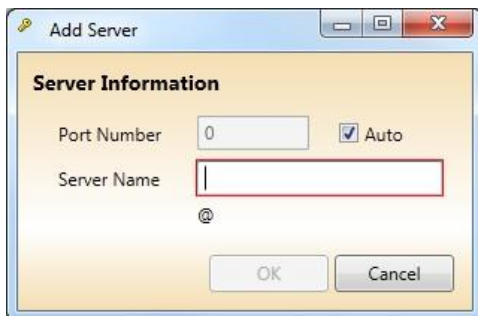 Add Server
Server Information
Port Number 0 Auto
Server Name
@
OK Cancel